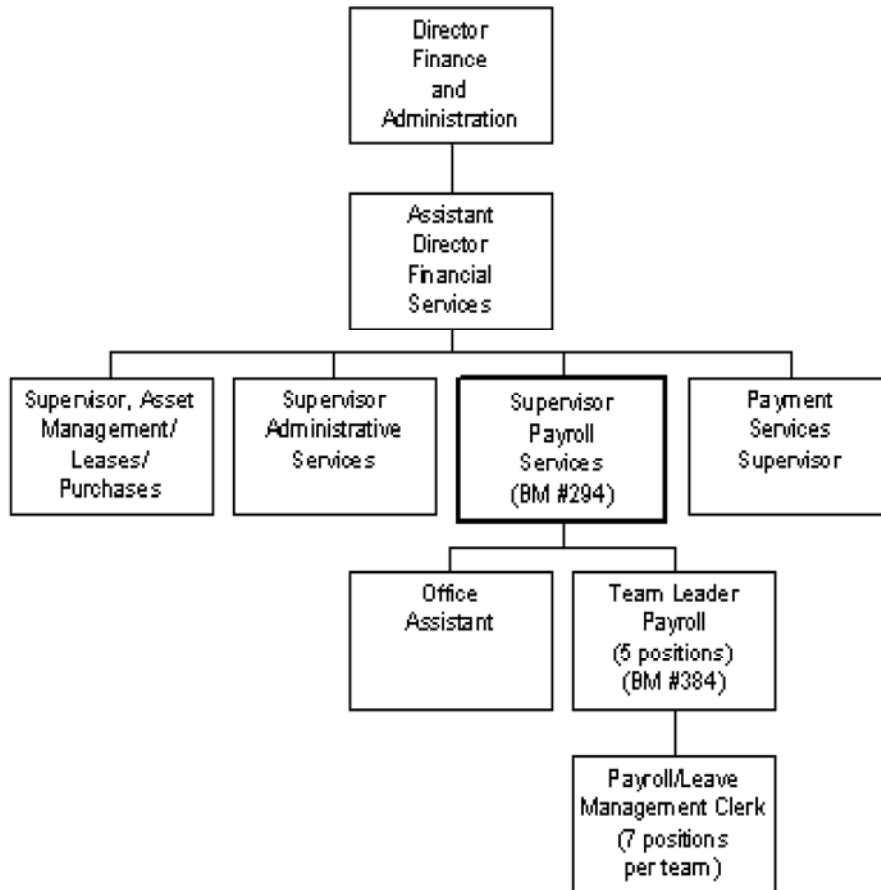 Director
Finance
and
Administration
Assistant
Director
Financial
Services
Supervisor, Asset
Management/
Leases/
Purchases
Supervisor
Administrative
Services
Supervisor
Payroll
Services
(BM #294)
Payment
Services
Supervisor
Office
Assistant
Team Leader
Payroll
(5 positions)
(BM #384)
Payroll/Leave
Management Clerk
(7 positions
per team)